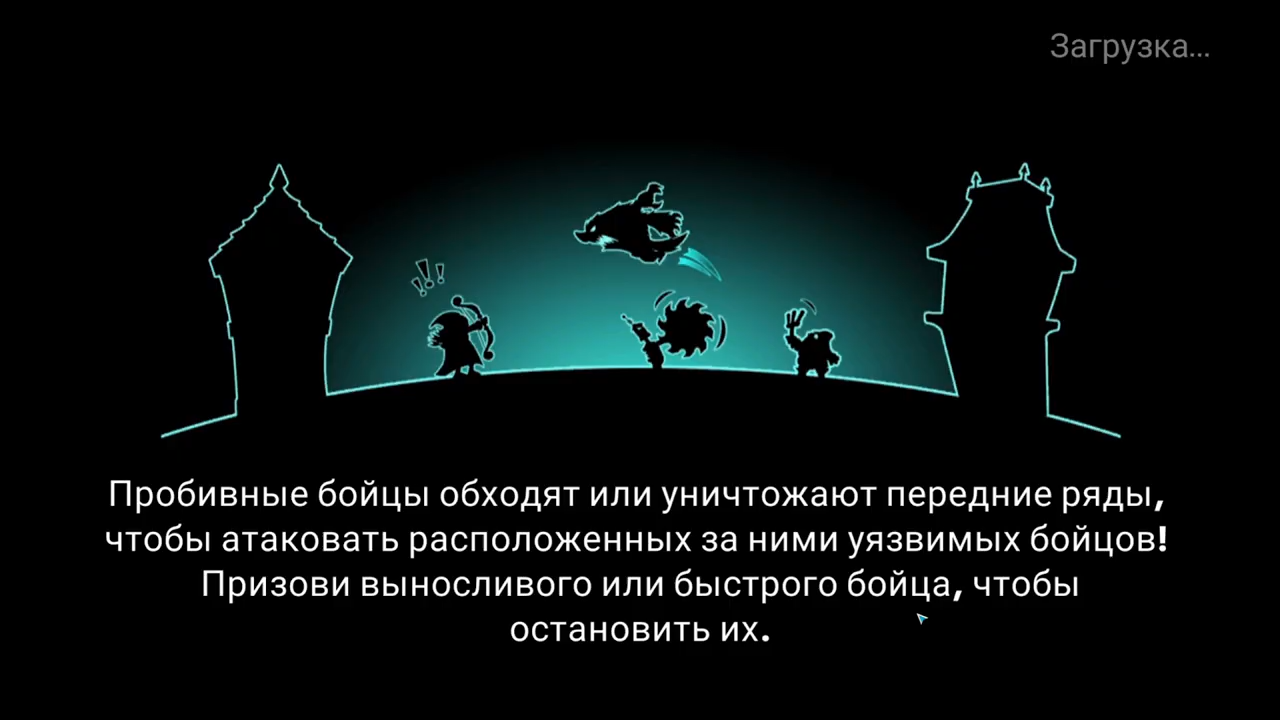 Загрузка...
Пробивные бойцы обходят или уничтожают передние ряды,
чтобы атаковать расположенных за ними уязвимых бойцов!
Призови выносливого или быстрого бойца, чтобы
остановить их.